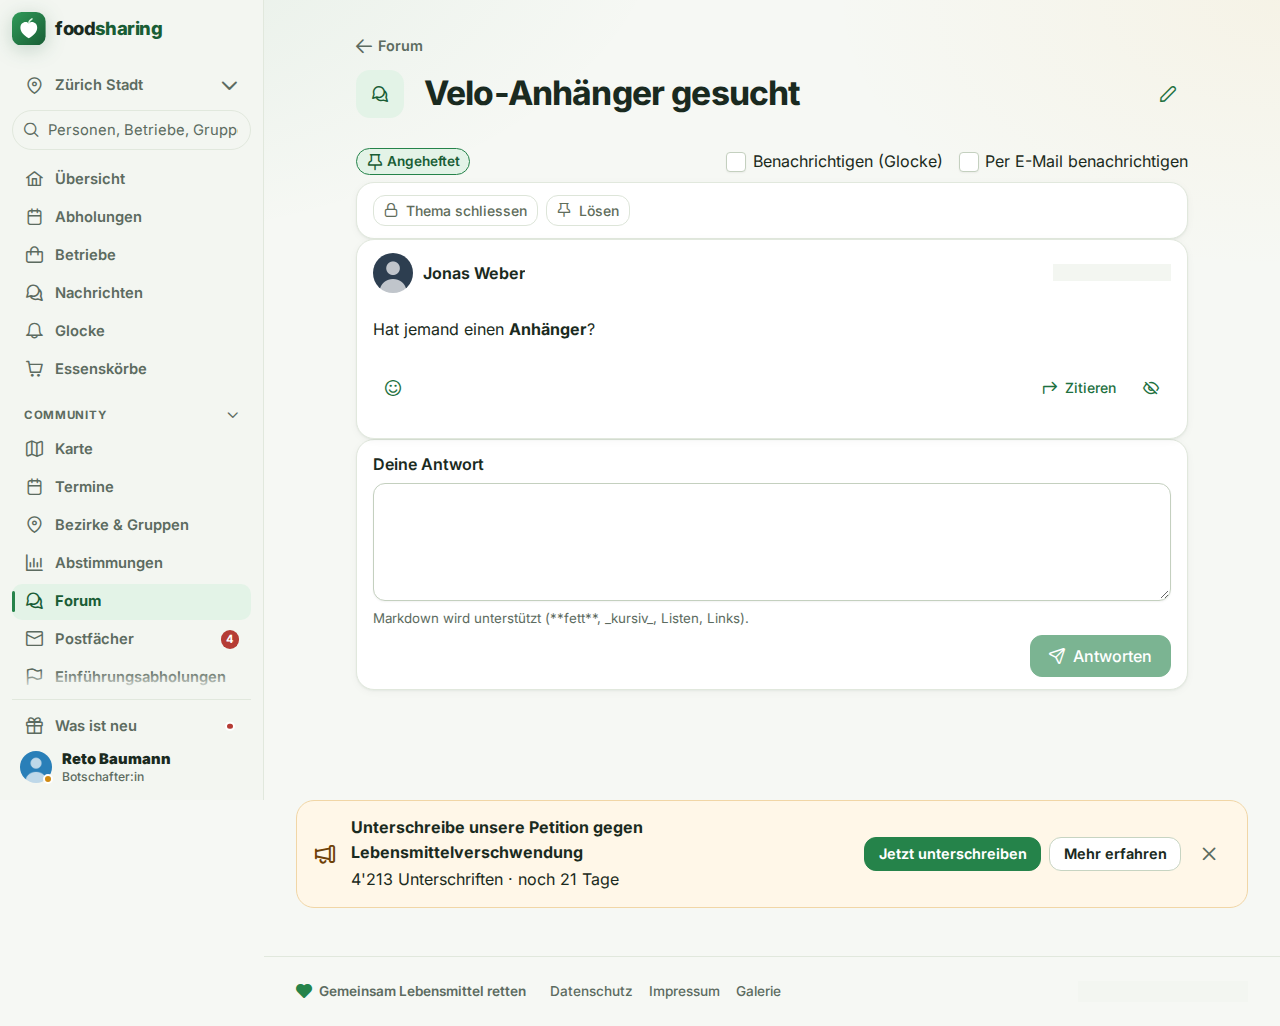 foodsharing
Zürich Stadt
Personen, Betriebe, Grupp
Übersicht
Abholungen
Betriebe
Nachrichten
Glocke
Essenskörbe
COMMUNITY
Karte
Termine
Bezirke & Gruppen
Abstimmungen
Forum
Postfächer 4
Einführungsabholungen
Was ist neu
Reto Baumann
Botschafter:in
Forum
Velo-Anhänger gesucht
Angeheftet
Benachrichtigen (Glocke)
Per E-Mail benachrichtigen
Thema schliessen
Lösen
Jonas Weber
Hat jemand einen Anhänger?
Zitieren
Deine Antwort
Markdown wird unterstützt (**fett**, _kursiv_, Listen, Links).
Antworten
Unterschreibe unsere Petition gegen
Lebensmittelverschwendung
4'213 Unterschriften · noch 21 Tage
Jetzt unterschreiben
Mehr erfahren
Gemeinsam Lebensmittel retten
Datenschutz
Impressum
Galerie